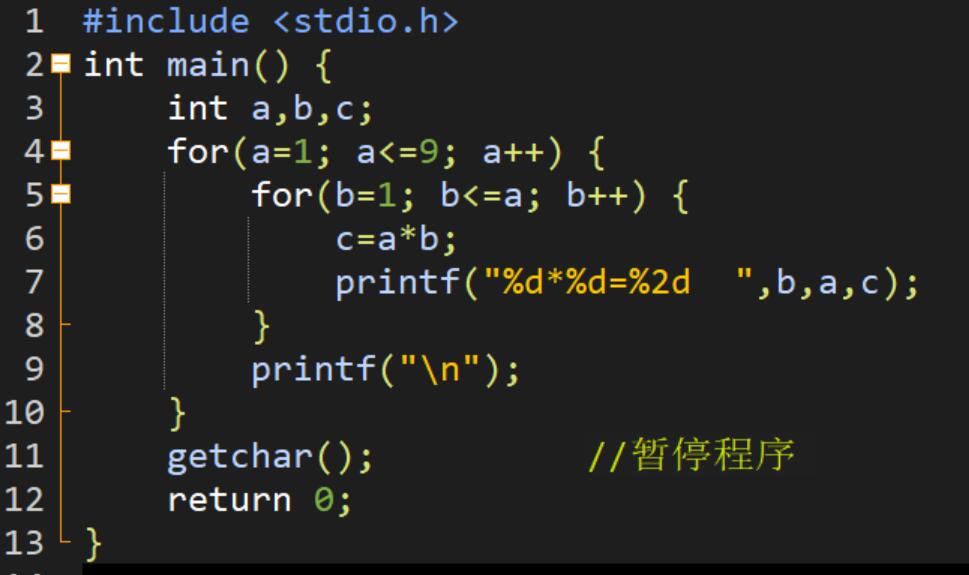 1 #include <stdio.h>
2 int main() {
3     int a,b,c;
4     for(a=1; a<=9; a++) {
5         for(b=1; b<=a; b++) {
6             c=a*b;
7             printf("%d*%d=%2d  ",b,a,c);
8         }
9         printf("\n");
10     }
11     getchar();          //暂停程序
12     return 0;
13 }